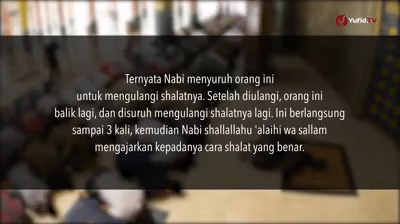 YUFID.TV
Ternyata Nabi menyuruh orang ini
untuk mengulangi shalatnya. Setelah diulangi, orang ini
balik lagi, dan disuruh mengulangi shalatnya lagi. Ini berlangsung
sampai 3 kali, kemudian Nabi shallallahu 'alaihi wa sallam
mengajarkan kepadanya cara shalat yang benar.